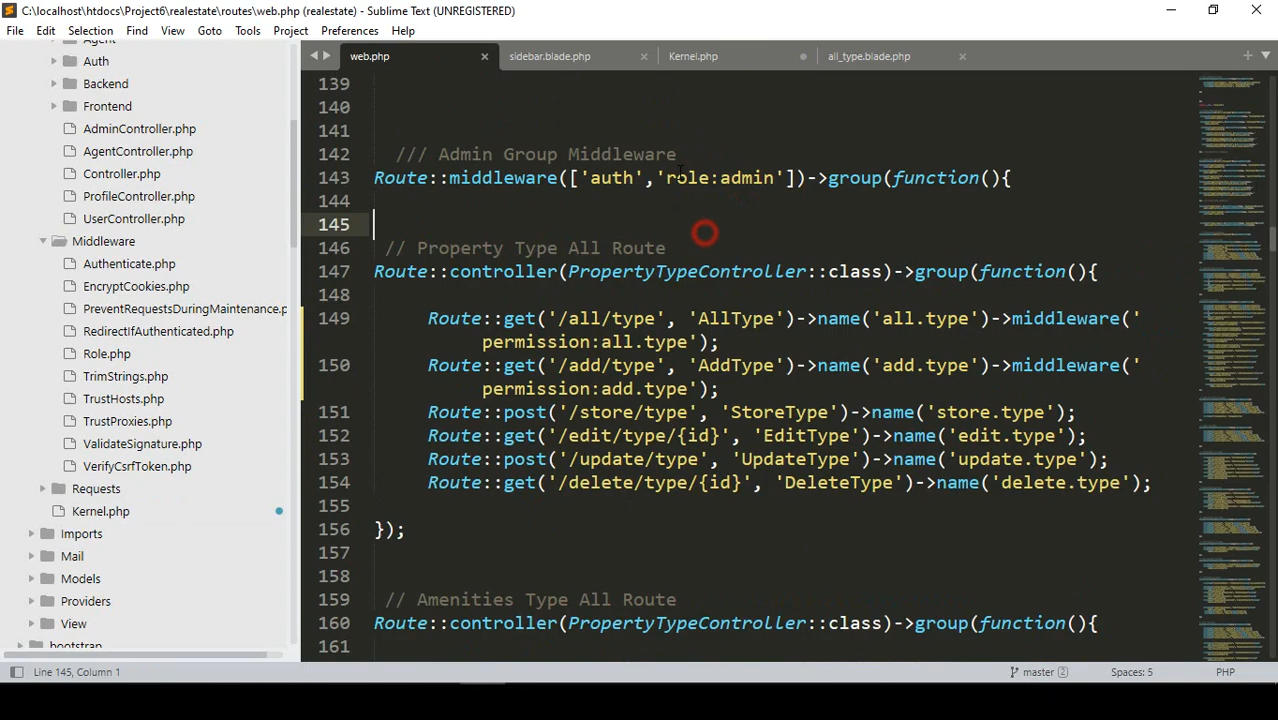 C:\localhost\htdocs\Project6\realestate\routes\web.php (realestate) - Sublime Text (UNREGISTERED)
File Edit Selection Find View Goto Tools Project Preferences Help
web.php sidebar.blade.php Kernel.php all_type.blade.php
Agent
Auth
Backend
Frontend
AdminController.php
AgentController.php
Controller.php
ProfileController.php
UserController.php
Middleware
Authenticate.php
EncryptCookies.php
PreventRequestsDuringMaintenance.p
RedirectIfAuthenticated.php
Role.php
TrimStrings.php
TrustHosts.php
TrustProxies.php
ValidateSignature.php
VerifyCsrfToken.php
Requests
Kernel.php
Imports
Mail
Models
Providers
View
bootstrap
139
140
141
142 /// Admin Group Middleware
143 Route::middleware(['auth','role:admin'])->group(function(){
144
145
146 // Property Type All Route
147 Route::controller(PropertyTypeController::class)->group(function(){
148
149 Route::get('/all/type', 'AllType')->name('all.type')->middleware('
permission:all.type');
150 Route::get('/add/type', 'AddType')->name('add.type')->middleware('
permission:add.type');
151 Route::post('/store/type', 'StoreType')->name('store.type');
152 Route::get('/edit/type/{id}', 'EditType')->name('edit.type');
153 Route::post('/update/type', 'UpdateType')->name('update.type');
154 Route::get('/delete/type/{id}', 'DeleteType')->name('delete.type');
155
156 });
157
158
159 // Amenities Type All Route
160 Route::controller(PropertyTypeController::class)->group(function(){
161
Line 145, Column 1 master 2 Spaces: 5 PHP